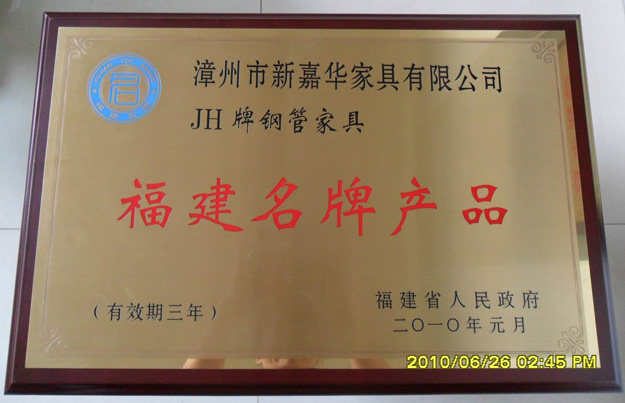 漳州市新嘉华家具有限公司
JH 牌钢管家具
福建名牌产品
（有效期三年）
福建省人民政府
二〇一〇年元月
2010/06/26 02:45 PM